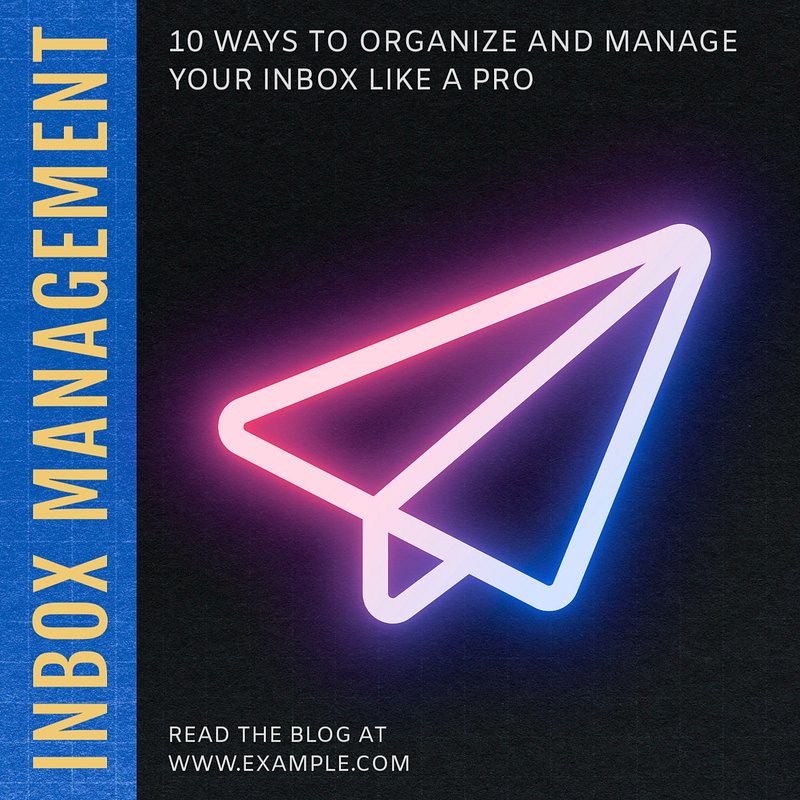 INBOX MANAGEMENT
10 WAYS TO ORGANIZE AND MANAGE
YOUR INBOX LIKE A PRO
READ THE BLOG AT
WWW.EXAMPLE.COM